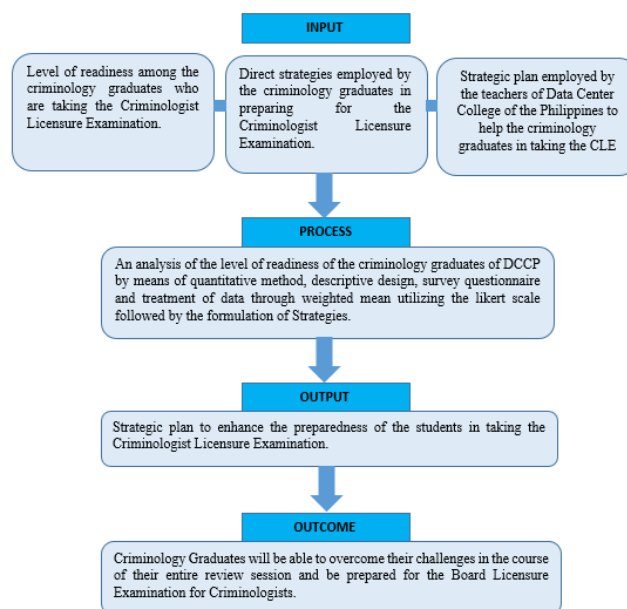 INPUT
Level of readiness among the
criminology graduates who
are taking the Criminologist
Licensure Examination.
Direct strategies employed by
the criminology graduates in
preparing for the
Criminologist Licensure
Examination.
Strategic plan employed by
the teachers of Data Center
College of the Philippines to
help the criminology
graduates in taking the CLE
PROCESS
An analysis of the level of readiness of the criminology graduates of DCCP
by means of quantitative method, descriptive design, survey questionnaire
and treatment of data through weighted mean utilizing the likert scale
followed by the formulation of Strategies.
OUTPUT
Strategic plan to enhance the preparedness of the students in taking the
Criminologist Licensure Examination.
OUTCOME
Criminology Graduates will be able to overcome their challenges in the course
of their entire review session and be prepared for the Board Licensure
Examination for Criminologists.